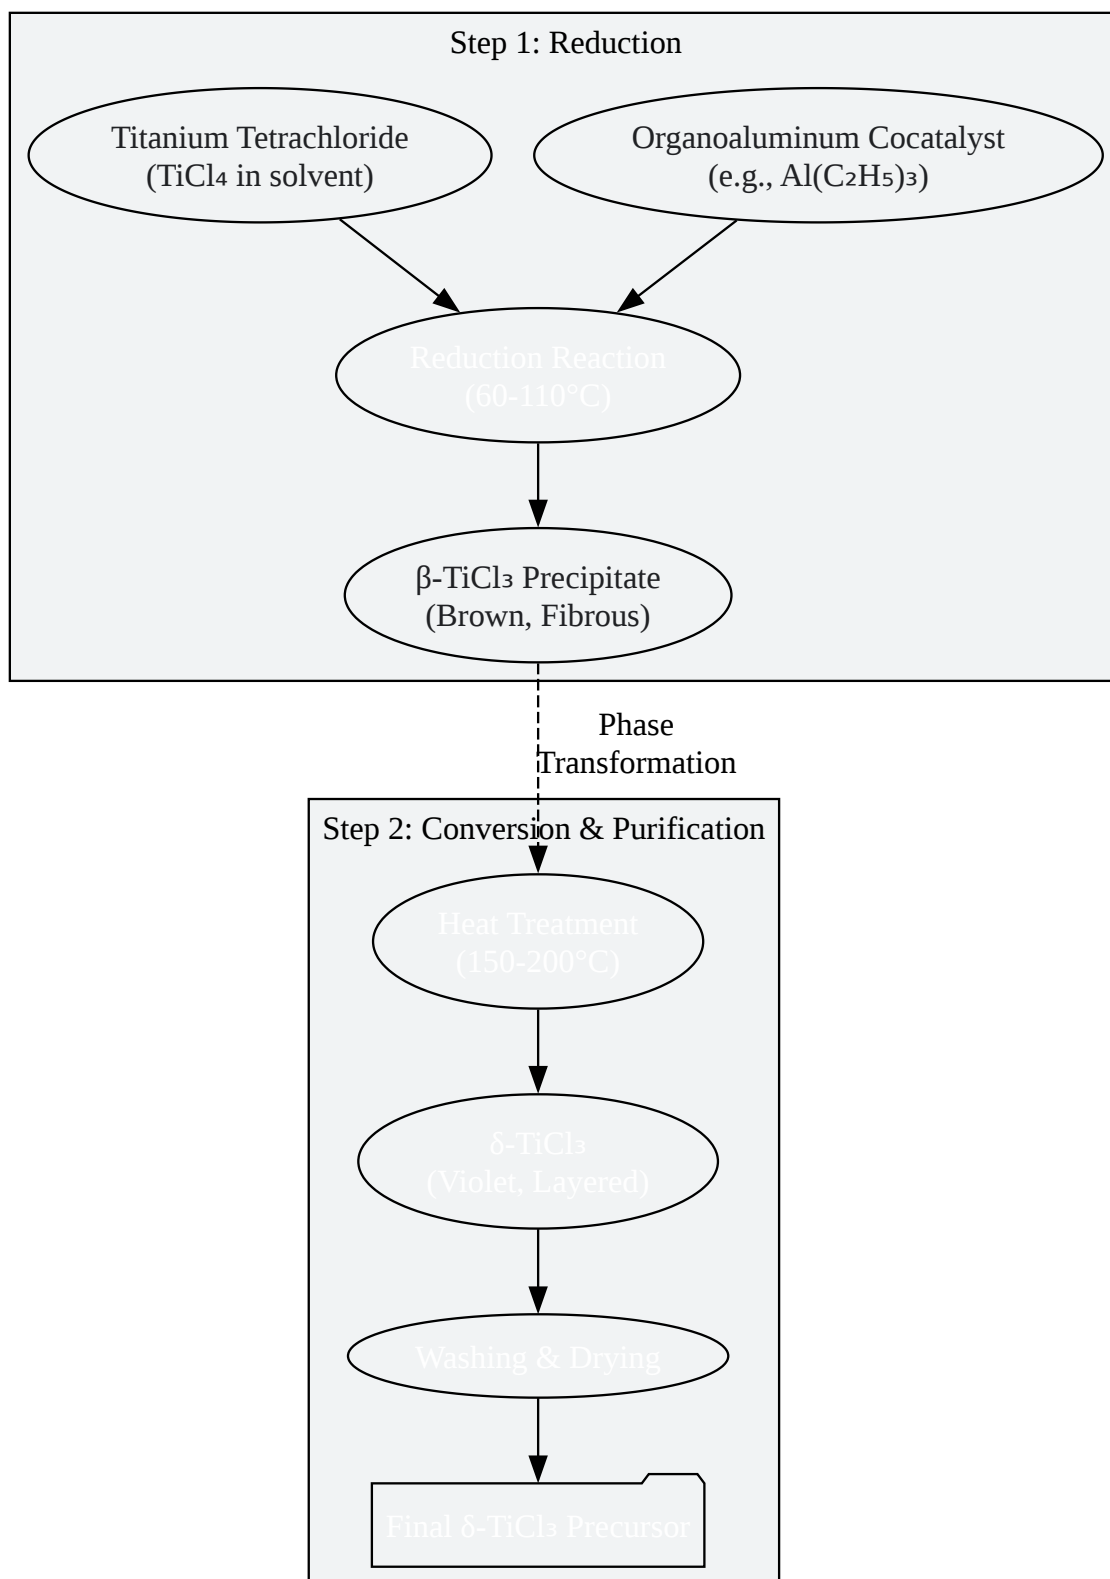 Step 1: Reduction
Titanium Tetrachloride
(TiCl₄ in solvent)
Organoaluminum Cocatalyst
(e.g., Al(C₂H₅)₃)
Reduction Reaction
(60-110°C)
β-TiCl₃ Precipitate
(Brown, Fibrous)
Phase
Transformation
Step 2: Conversion & Purification
Heat Treatment
(150-200°C)
δ-TiCl₃
(Violet, Layered)
Washing & Drying
Final δ-TiCl₃ Precursor